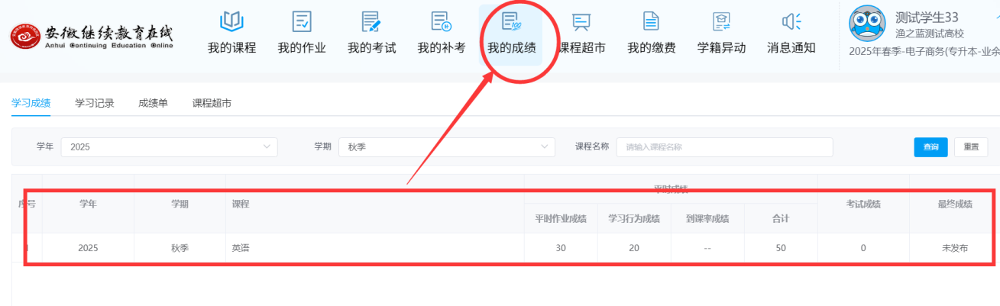 安徽继续教育在线
Anhui Continuing Education Online
我的课程 我的作业 我的考试 我的补考 我的成绩 课程超市 我的缴费 学籍异动 消息通知
100
测试学生33
渔之蓝测试高校
2025年春季-电子商务(专升本-业余
学习成绩 学习记录 成绩单 课程超市
学年 2025 学期 秋季 课程名称 请输入课程名称 查询 重置
平时成绩
序号 学年 学期 课程 考试成绩 最终成绩
平时作业成绩 学习行为成绩 到课率成绩 合计
1 2025 秋季 英语 30 20 -- 50 0 未发布